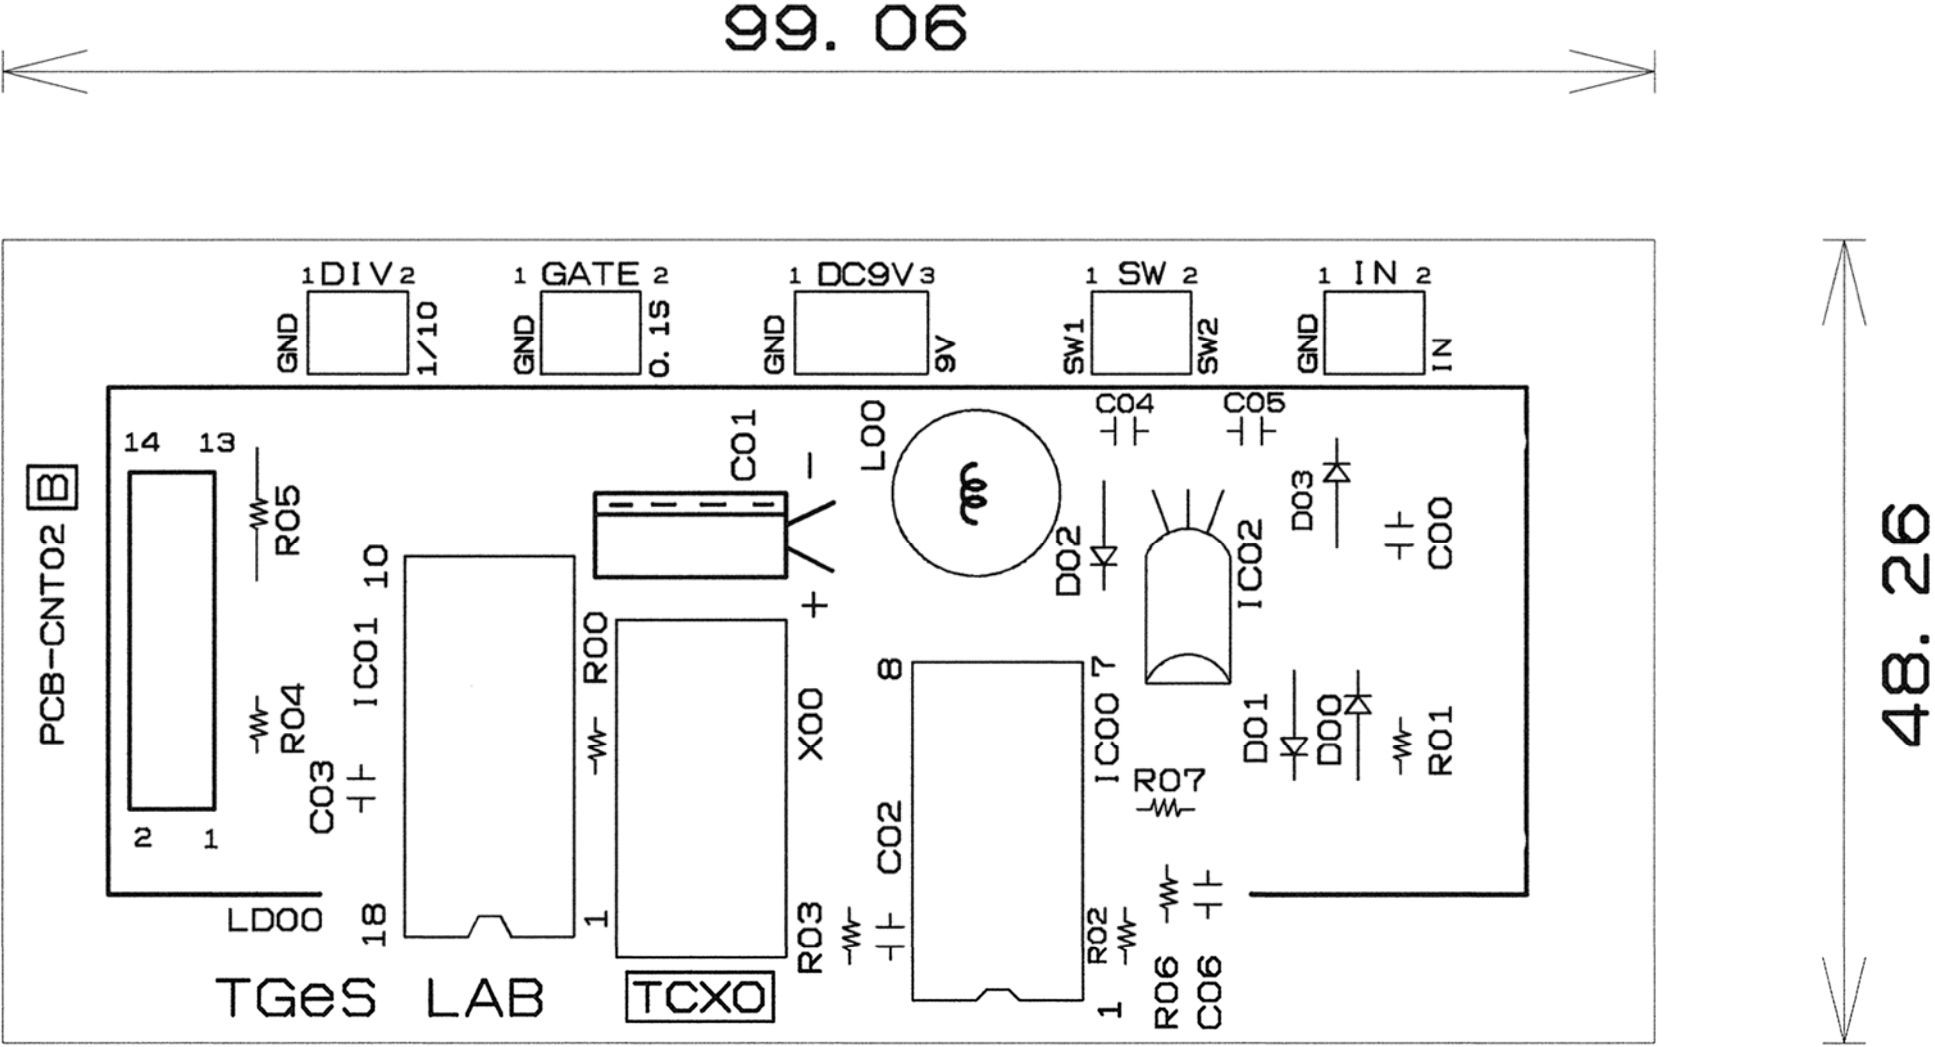 99. 06
1 DIV 2
1 GATE 2
1 DC9V 3
1 SW 2
1 IN 2
GND
1/10
GND
0. 1S
GND
9V
SW1
SW2
GND
IN
C04
C05
14
13
C01
−
L00
D03
C00
PCB-CNT02 B
R05
10
D02
IC02
48. 26
+
R00
IC01
8
7
R04
X00
IC00
D01
D00
R01
C03
R07
C02
2
1
LD00
18
1
R03
R02
TGeS LAB
TCXO
1
R06
C06